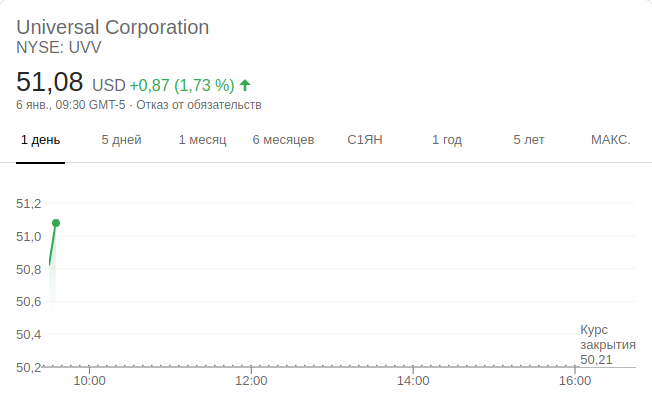 Universal Corporation
NYSE: UVV
51,08 USD +0,87 (1,73 %)
6 янв., 09:30 GMT-5 · Отказ от обязательств
1 день 5 дней 1 месяц 6 месяцев С1ЯН 1 год 5 лет МАКС.
51,2
51,0
50,8
50,6
50,4
50,2
Курс
закрытия
50,21
10:00 12:00 14:00 16:00